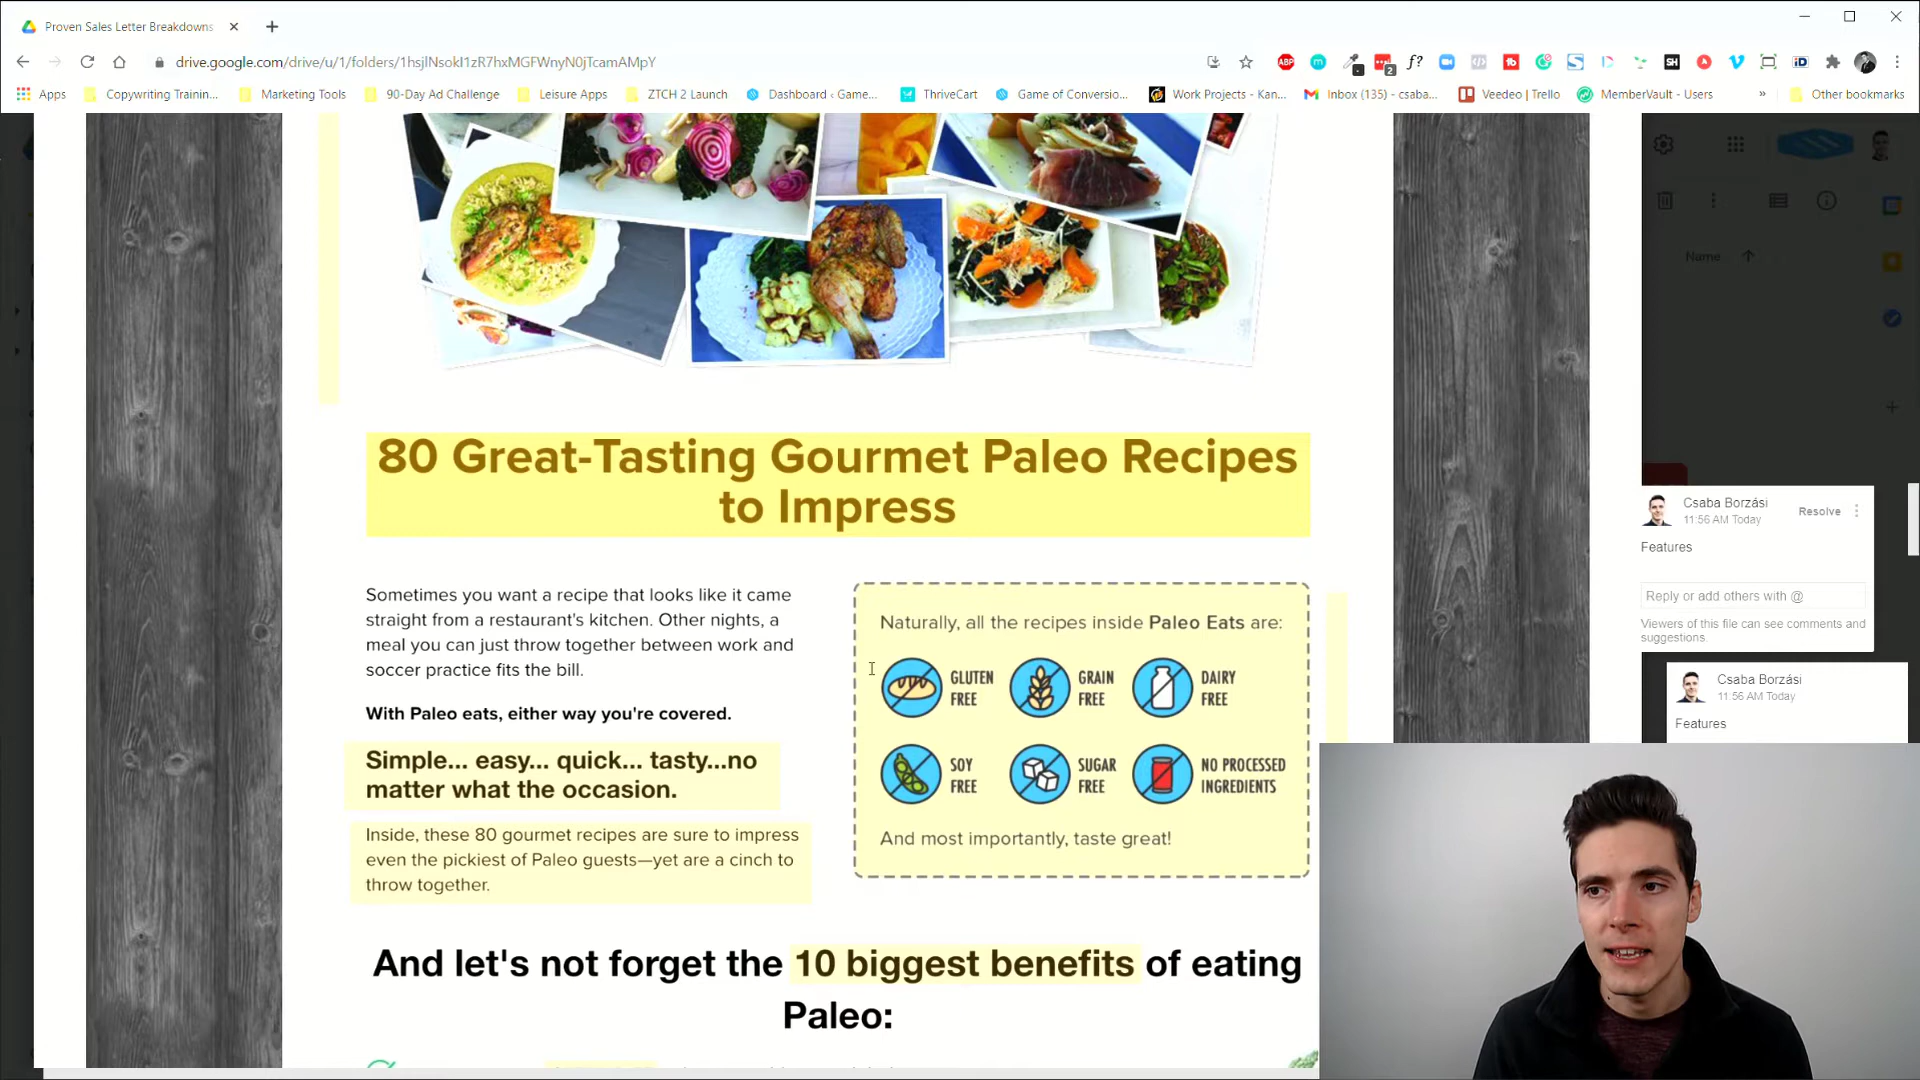 Proven Sales Letter Breakdowns
drive.google.com/drive/u/1/folders/1hsjlNsokI1zR7hxMGFWnyN0jTcamAMpY
ABP
2
f?
SH
iD
Apps
Copywriting Trainin...
Marketing Tools
90-Day Ad Challenge
Leisure Apps
ZTCH 2 Launch
Dashboard ‹ Game...
ThriveCart
Game of Conversio...
Work Projects - Kan...
Inbox (135) - csaba...
Veedeo | Trello
MemberVault - Users
»
Other bookmarks
Name
80 Great-Tasting Gourmet Paleo Recipes
to Impress
Sometimes you want a recipe that looks like it came
straight from a restaurant's kitchen. Other nights, a
meal you can just throw together between work and
soccer practice fits the bill.
With Paleo eats, either way you're covered.
Simple... easy... quick... tasty...no
matter what the occasion.
Inside, these 80 gourmet recipes are sure to impress
even the pickiest of Paleo guests—yet are a cinch to
throw together.
Naturally, all the recipes inside Paleo Eats are:
GLUTEN
FREE
GRAIN
FREE
DAIRY
FREE
SOY
FREE
SUGAR
FREE
NO PROCESSED
INGREDIENTS
And most importantly, taste great!
And let's not forget the 10 biggest benefits of eating
Paleo:
Csaba Borzási
11:56 AM Today
Resolve
Features
Reply or add others with @
Viewers of this file can see comments and
suggestions
Csaba Borzási
11:56 AM Today
Features